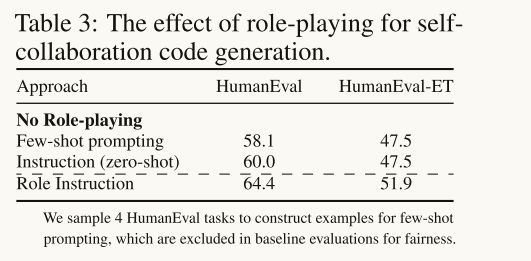 Table 3: The effect of role-playing for self-
collaboration code generation.
Approach HumanEval HumanEval-ET
No Role-playing
Few-shot prompting 58.1 47.5
Instruction (zero-shot) 60.0 47.5
Role Instruction 64.4 51.9
We sample 4 HumanEval tasks to construct examples for few-shot
prompting, which are excluded in baseline evaluations for fairness.